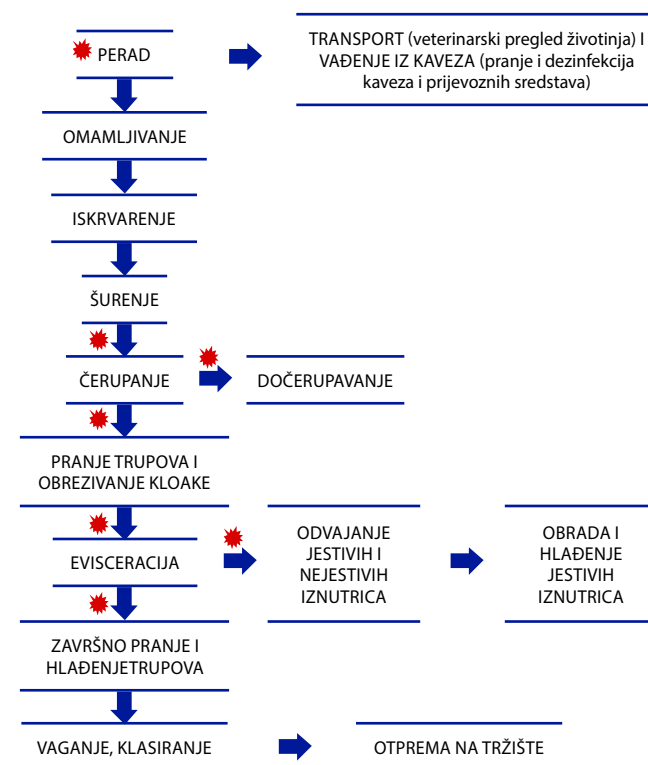 PERAD
TRANSPORT (veterinarski pregled životinja) I
VAĐENJE IZ KAVEZA (pranje i dezinfekcija
kaveza i prijevoznih sredstava)
OMAMLJIVANJE
ISKRVARENJE
ŠURENJE
ČERUPANJE
DOČERUPAVANJE
PRANJE TRUPOVA I
OBREZIVANJE KLOAKE
EVISCERACIJA
ODVAJANJE
JESTIVIH I
NEJESTIVIH
IZNUTRICA
OBRADA I
HLAĐENJE
JESTIVIH
IZNUTRICA
ZAVRŠNO PRANJE I
HLAĐENJETRUPOVA
VAGANJE, KLASIRANJE
OTPREMA NA TRŽIŠTE